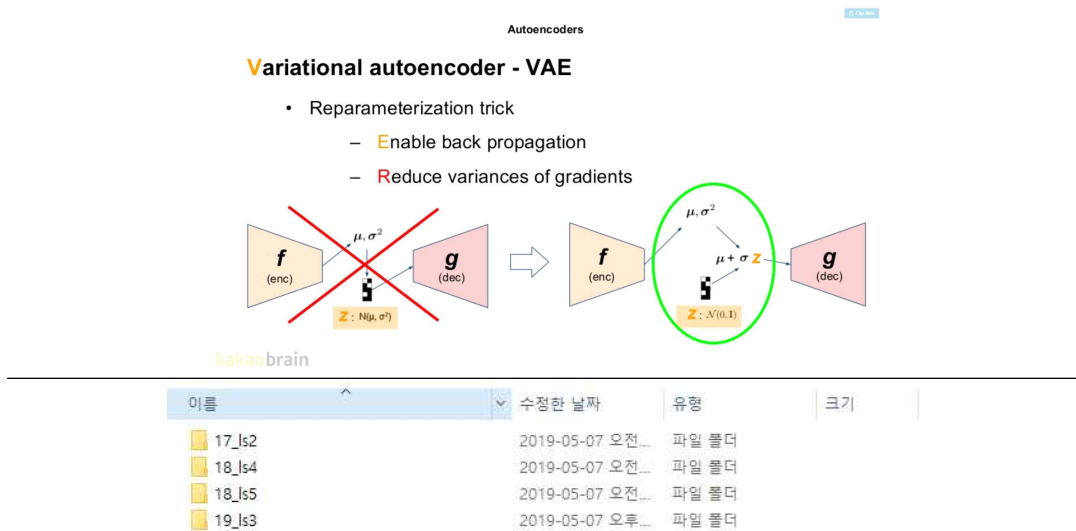 Autoencoders
Variational autoencoder - VAE
• Reparameterization trick
– Enable back propagation
– Reduce variances of gradients
f
(enc)
μ, σ²
g
(dec)
Z : N(μ, σ²)
f
(enc)
μ, σ²
μ + σ Z
g
(dec)
Z : 𝒩(0, I)
kakaobrain
이름 수정한 날짜 유형 크기
17_ls2 2019-05-07 오전... 파일 폴더
18_ls4 2019-05-07 오전... 파일 폴더
18_ls5 2019-05-07 오전... 파일 폴더
19_ls3 2019-05-07 오후... 파일 폴더